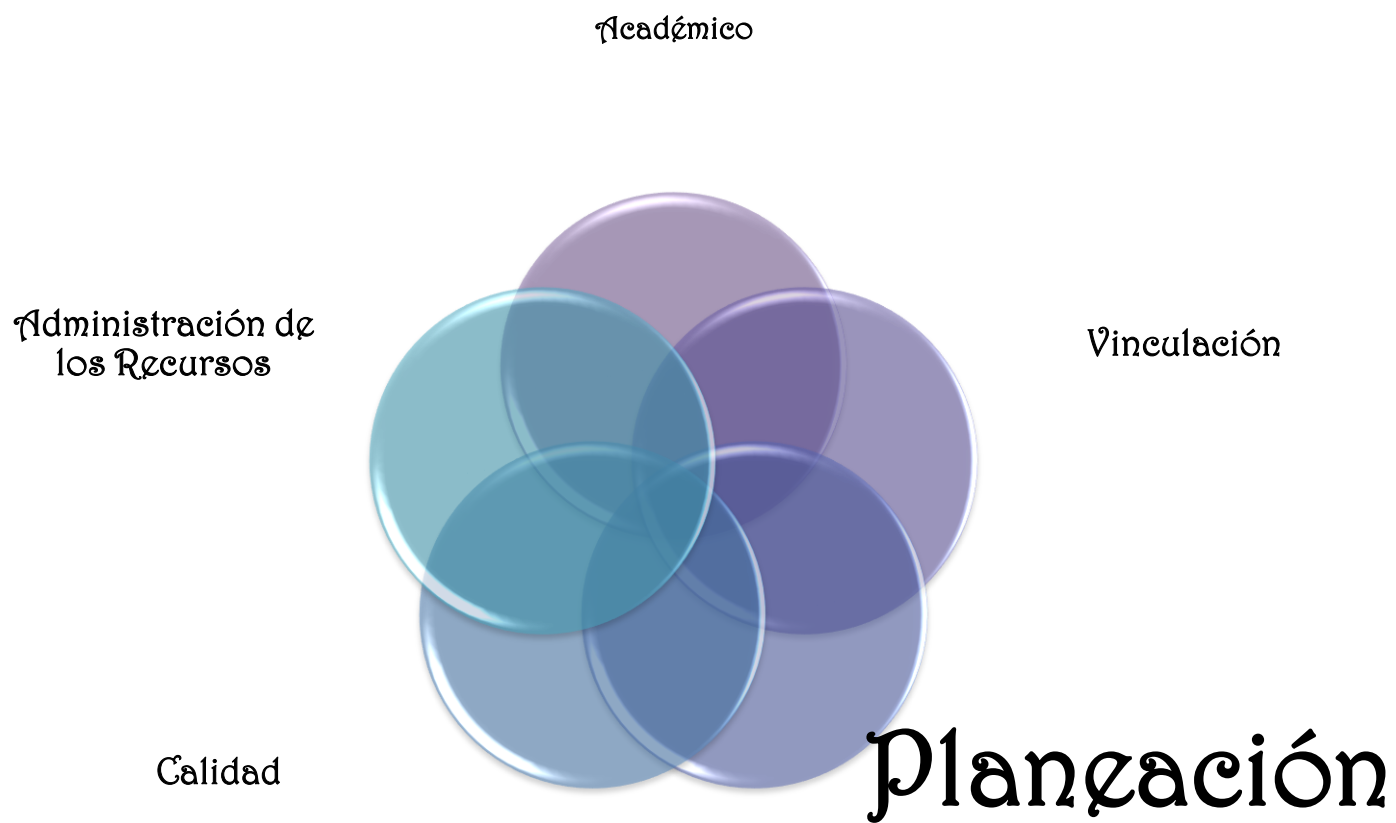 Académico
Administración de
los Recursos
Vinculación
Calidad
Planeación